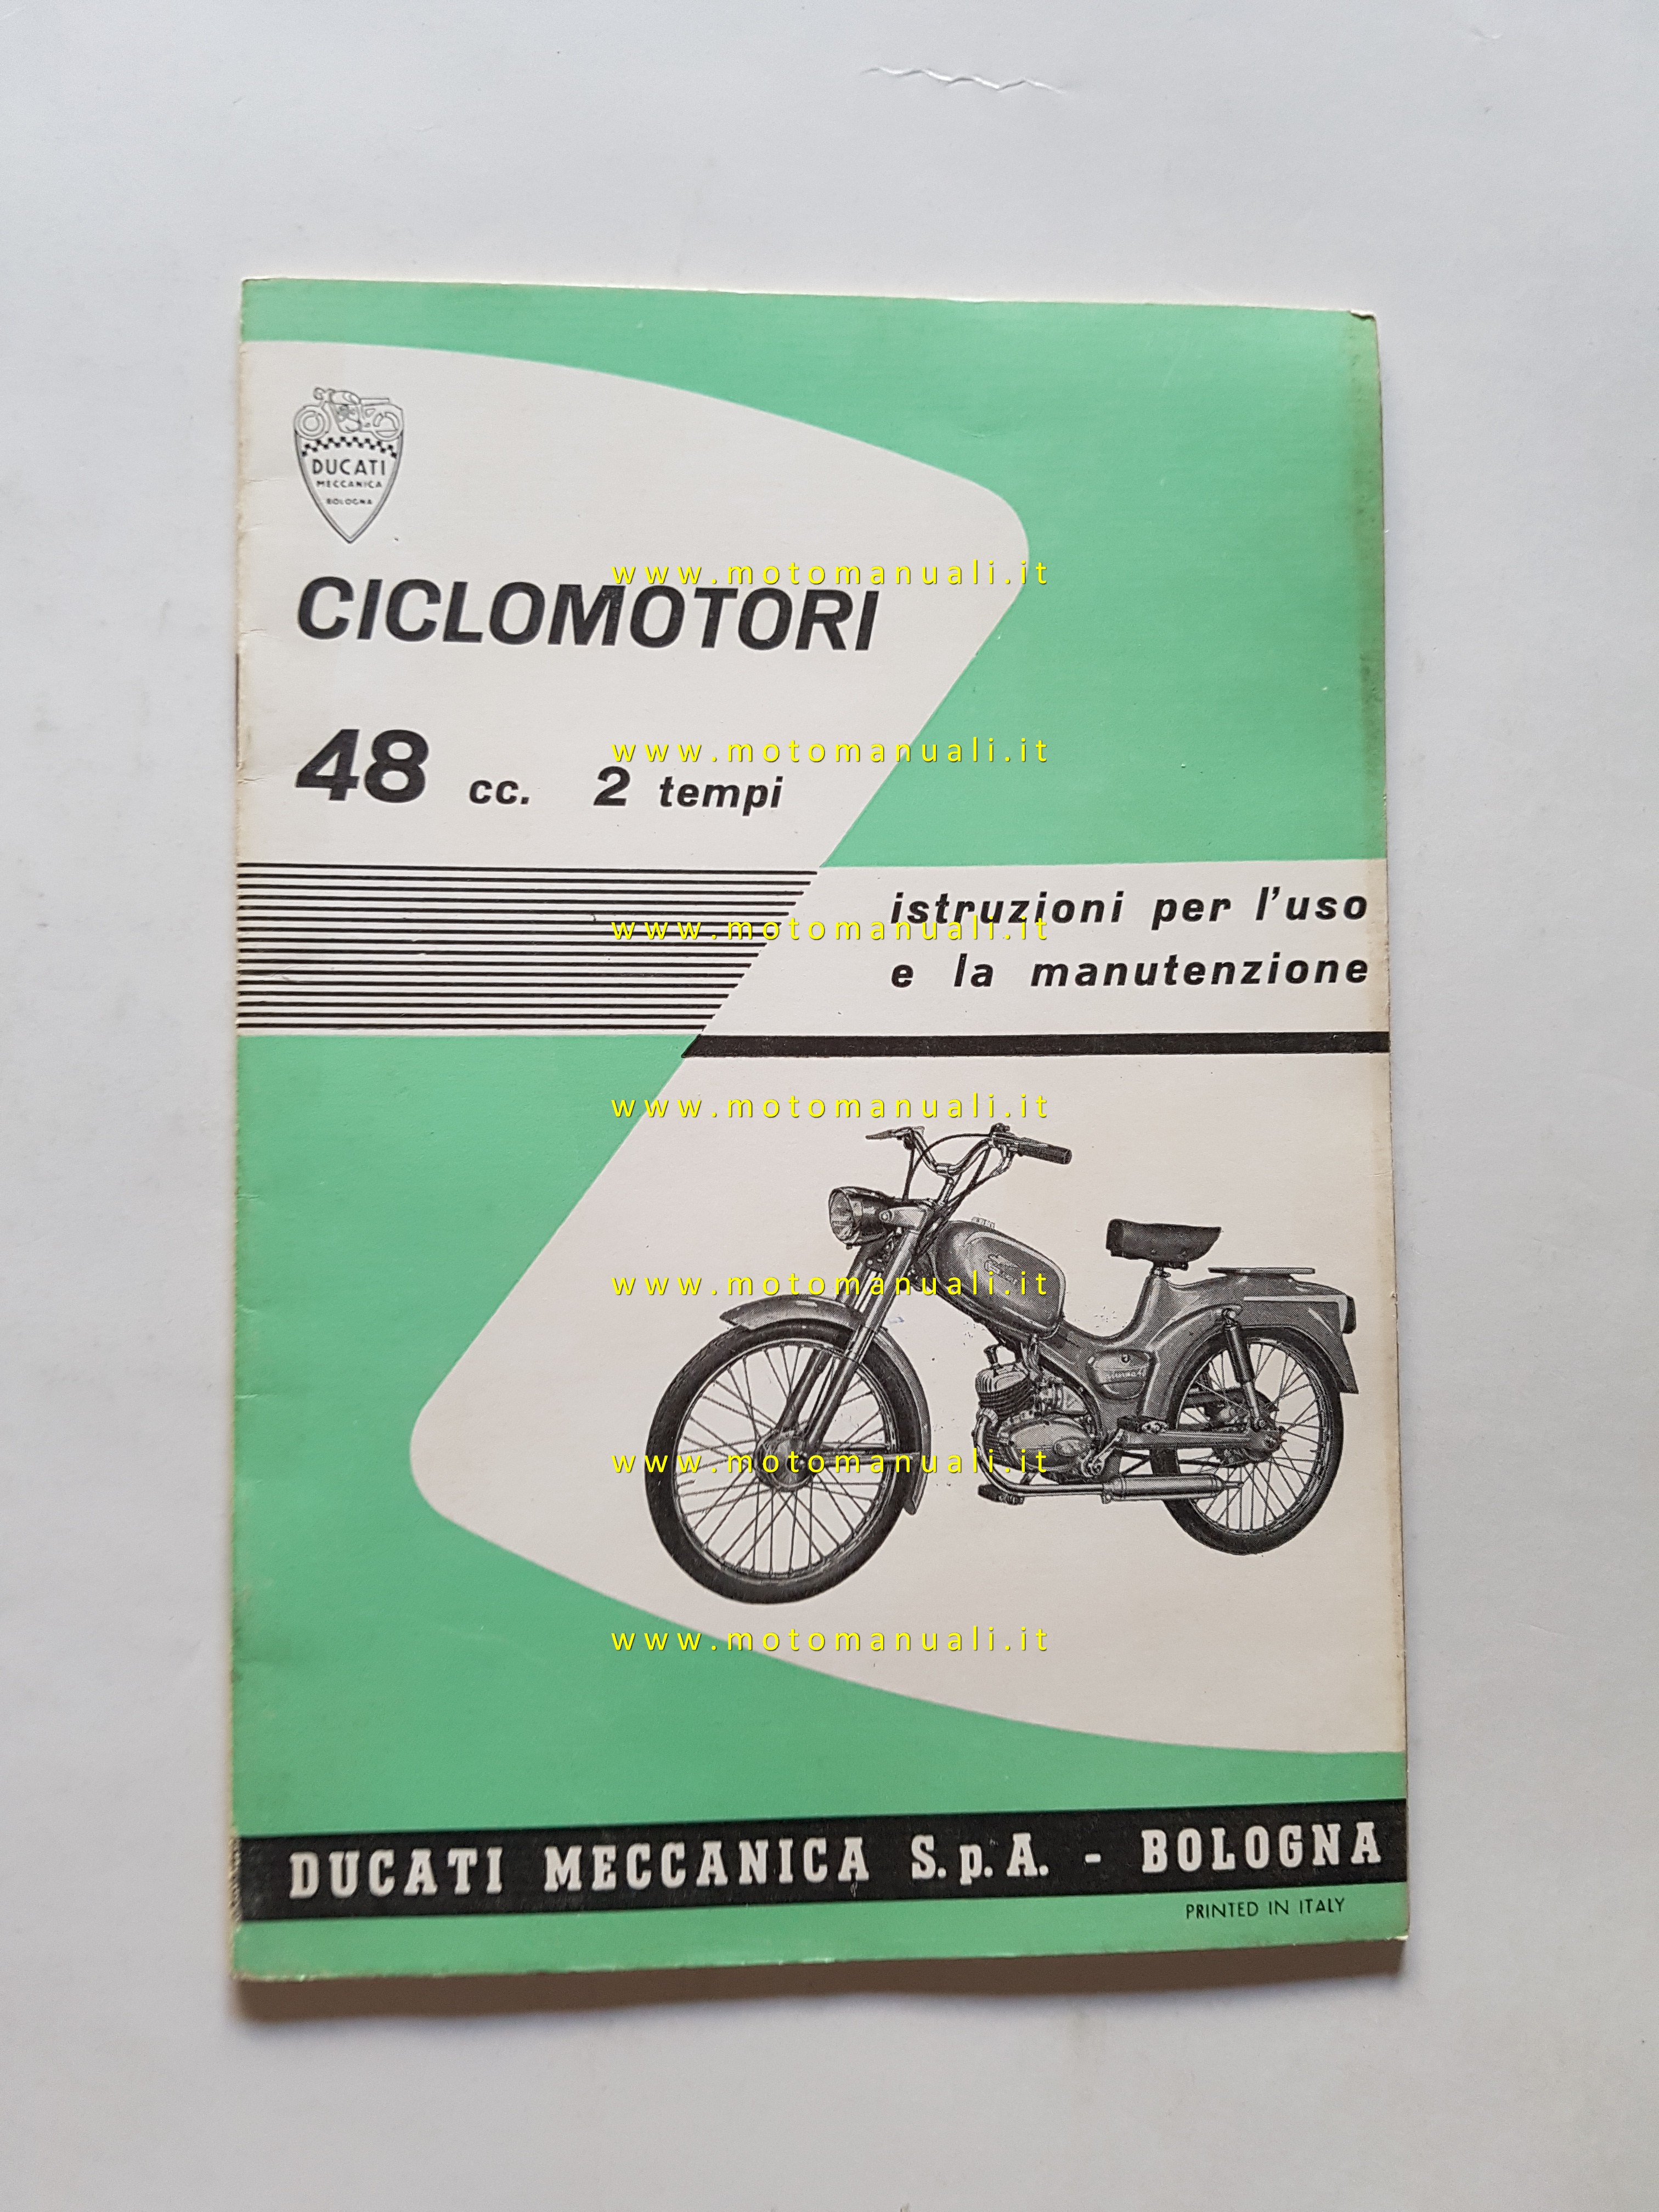 DUCATI
MECCANICA
BOLOGNA
www.motomanuali.it
CICLOMOTORI
www.motomanuali.it
48 cc. 2 tempi
istruzioni per l'uso
www.motomanuali.it
e la manutenzione
www.motomanuali.it
www.motomanuali.it
www.motomanuali.it
www.motomanuali.it
DUCATI MECCANICA S.p.A. - BOLOGNA
PRINTED IN ITALY